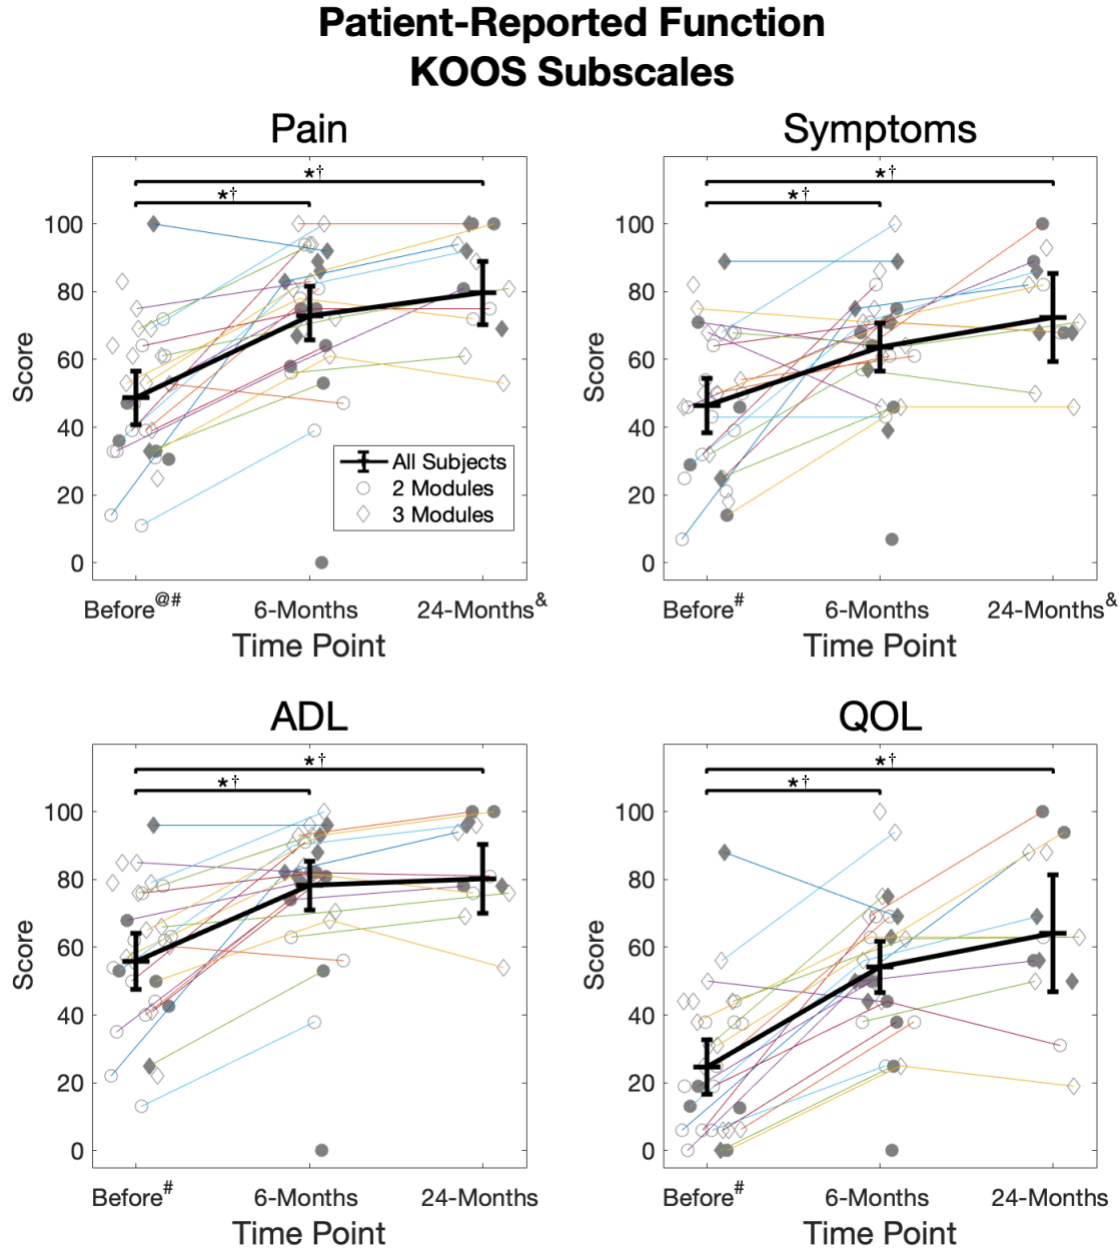 Patient-Reported Function
KOOS Subscales
Pain
*†
*†
100
80
60
40
20
0
Score
All Subjects
2 Modules
3 Modules
Before@#
6-Months
24-Months&
Time Point
Symptoms
*†
*†
100
80
60
40
20
0
Score
Before#
6-Months
24-Months&
Time Point
ADL
*†
*†
100
80
60
40
20
0
Score
Before#
6-Months
24-Months
Time Point
QOL
*†
*†
100
80
60
40
20
0
Score
Before#
6-Months
24-Months
Time Point